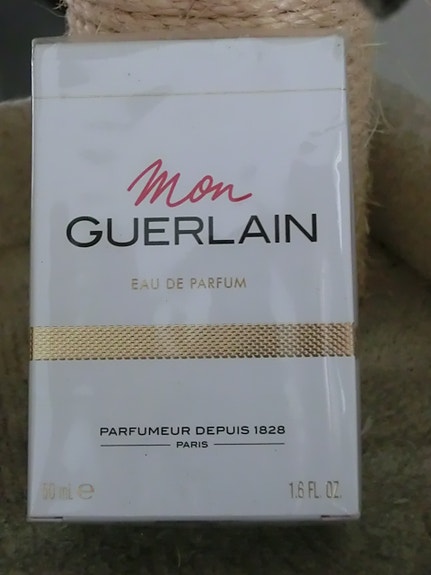 Mon
GUERLAIN
EAU DE PARFUM
PARFUMEUR DEPUIS 1828
PARIS
50 mL e 1.6 FL. OZ.